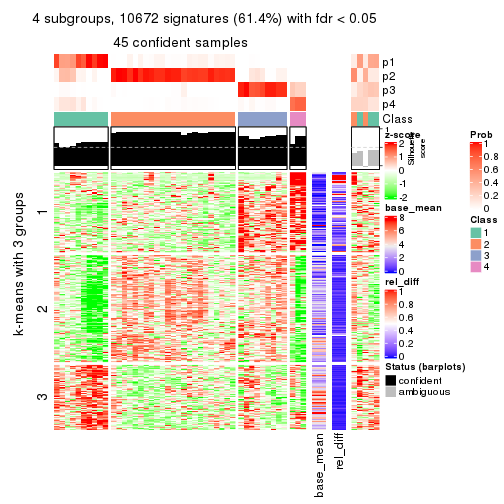 4 subgroups, 10672 signatures (61.4%) with fdr < 0.05
45 confident samples
p1
p2
p3
p4
Class
1
Silhouette
score
k-means with 3 groups
1
2
3
base_mean
rel_diff
z-score
2
1
0
-1
-2
base_mean
8
6
4
2
0
rel_diff
1
0.8
0.6
0.4
0.2
0
Status (barplots)
confident
ambiguous
Prob
1
0.8
0.6
0.4
0.2
0
Class
1
2
3
4